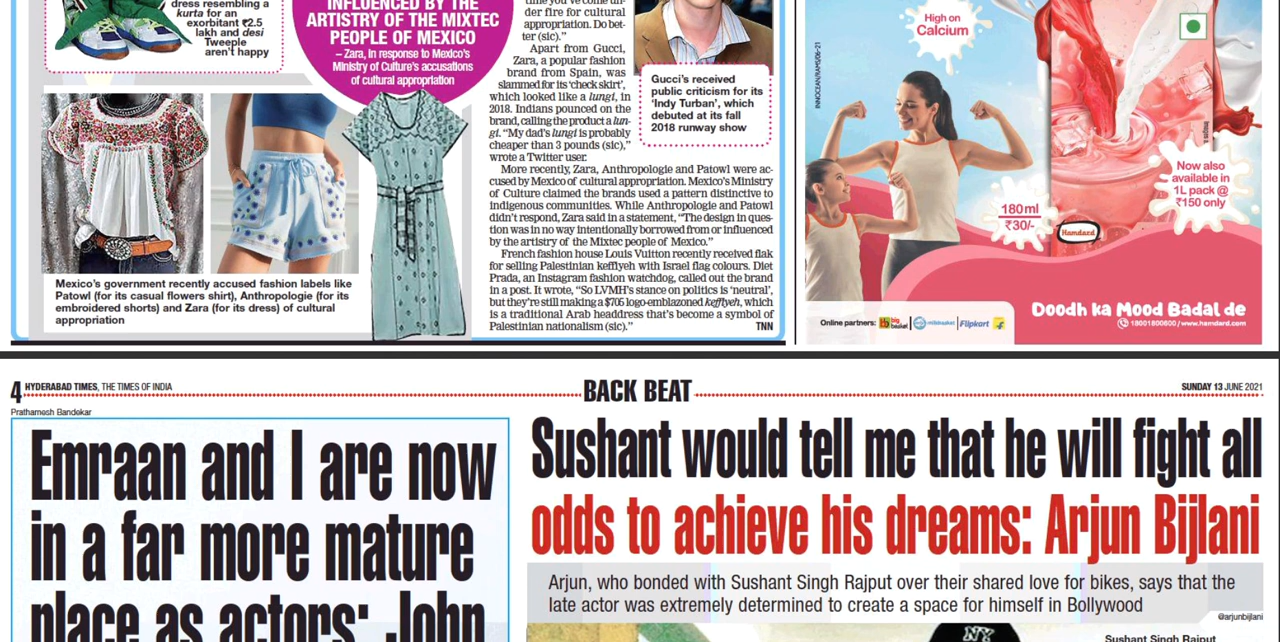 dress resembling a
kurta for an
exorbitant ₹2.5
lakh and desi
Tweeple
aren't happy
INFLUENCED BY THE
ARTISTRY OF THE MIXTEC
PEOPLE OF MEXICO
– Zara, in response to Mexico's
Ministry of Culture's accusations
of cultural appropriation
Mexico's government recently accused fashion labels like
Patowl (for its casual flowers shirt), Anthropologie (for its
embroidered shorts) and Zara (for its dress) of cultural
appropriation
time you've come un-
der fire for cultural
appropriation. Do bet-
ter (sic)."
Apart from Gucci,
Zara, a popular fashion
brand from Spain, was
slammed for its 'check skirt',
which looked like a lungi, in
2018. Indians pounced on the
brand, calling the product a lun-
gi. "My dad's lungi is probably
cheaper than 3 pounds (sic),"
wrote a Twitter user.
More recently, Zara, Anthropologie and Patowl were ac-
cused by Mexico of cultural appropriation. Mexico's Ministry
of Culture claimed the brands used a pattern distinctive to
indigenous communities. While Anthropologie and Patowl
didn't respond, Zara said in a statement, "The design in ques-
tion was in no way intentionally borrowed from or influenced
by the artistry of the Mixtec people of Mexico."
French fashion house Louis Vuitton recently received flak
for selling Palestinian keffiyeh with Israel flag colours. Diet
Prada, an Instagram fashion watchdog, called out the brand
in a post. It wrote, "So LVMH's stance on politics is 'neutral',
but they're still making a $705 logo-emblazoned keffiyeh, which
is a traditional Arab headdress that's become a symbol of
Palestinian nationalism (sic)."
TNN
Gucci's received
public criticism for its
'Indy Turban', which
debuted at its fall
2018 runway show
INNOCEAN/RAMS/06-21
High on
Calcium
Now also
available in
1L pack @
₹150 only
180ml
₹30/-
Hamdard
Doodh ka Mood Badal de
18001800600/www.hamdard.com
Online partners: bb big basket milkbasket Flipkart
4 HYDERABAD TIMES, THE TIMES OF INDIA
BACK BEAT
SUNDAY 13 JUNE 2021
Prathamesh Bandekar
Emraan and I are now
in a far more mature
place as actors: John
Sushant would tell me that he will fight all
odds to achieve his dreams: Arjun Bijlani
Arjun, who bonded with Sushant Singh Rajput over their shared love for bikes, says that the
late actor was extremely determined to create a space for himself in Bollywood
@arjunbijlani
NY
Sushant Singh Rajput